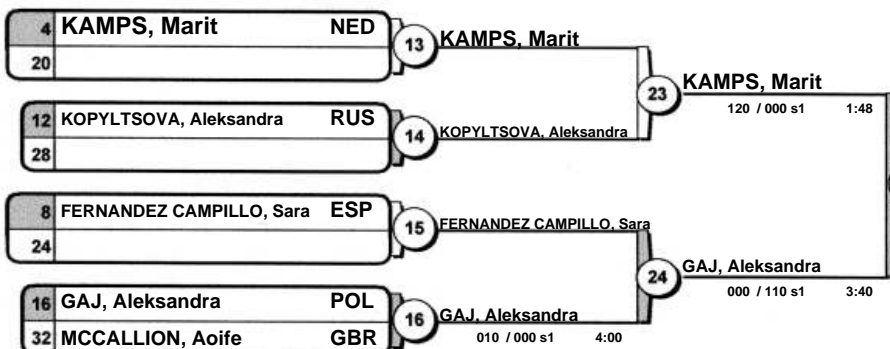 4 KAMPS, Marit NED
20
13 KAMPS, Marit
12 KOPYLTSOVA, Aleksandra RUS
28
14 KOPYLTSOVA, Aleksandra
23 KAMPS, Marit
120 / 000 s1 1:48
8 FERNANDEZ CAMPILLO, Sara ESP
24
15 FERNANDEZ CAMPILLO, Sara
16 GAJ, Aleksandra POL
32 MCCALLION, Aoife GBR
16 GAJ, Aleksandra
010 / 000 s1 4:00
24 GAJ, Aleksandra
000 / 110 s1 3:40